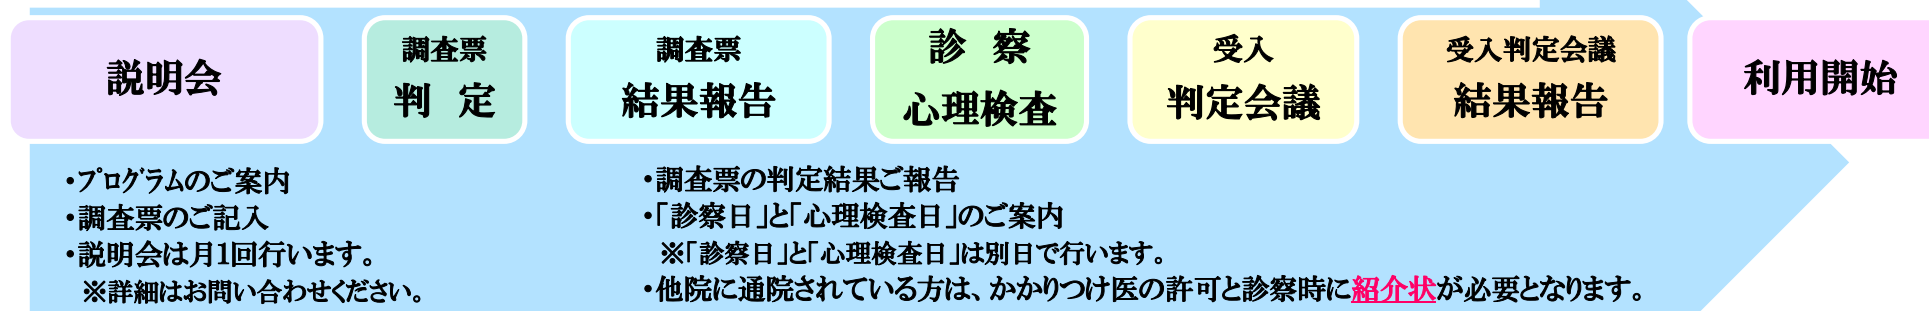 説明会
調査票
判 定
調査票
結果報告
診 察
心理検査
受入
判定会議
受入判定会議
結果報告
利用開始
・プログラムのご案内
・調査票のご記入
・説明会は月1回行います。
※詳細はお問い合わせください。
・調査票の判定結果ご報告
・「診察日」と「心理検査日」のご案内
※「診察日」と「心理検査日」は別日で行います。
・他院に通院されている方は、かかりつけ医の許可と診察時に紹介状が必要となります。